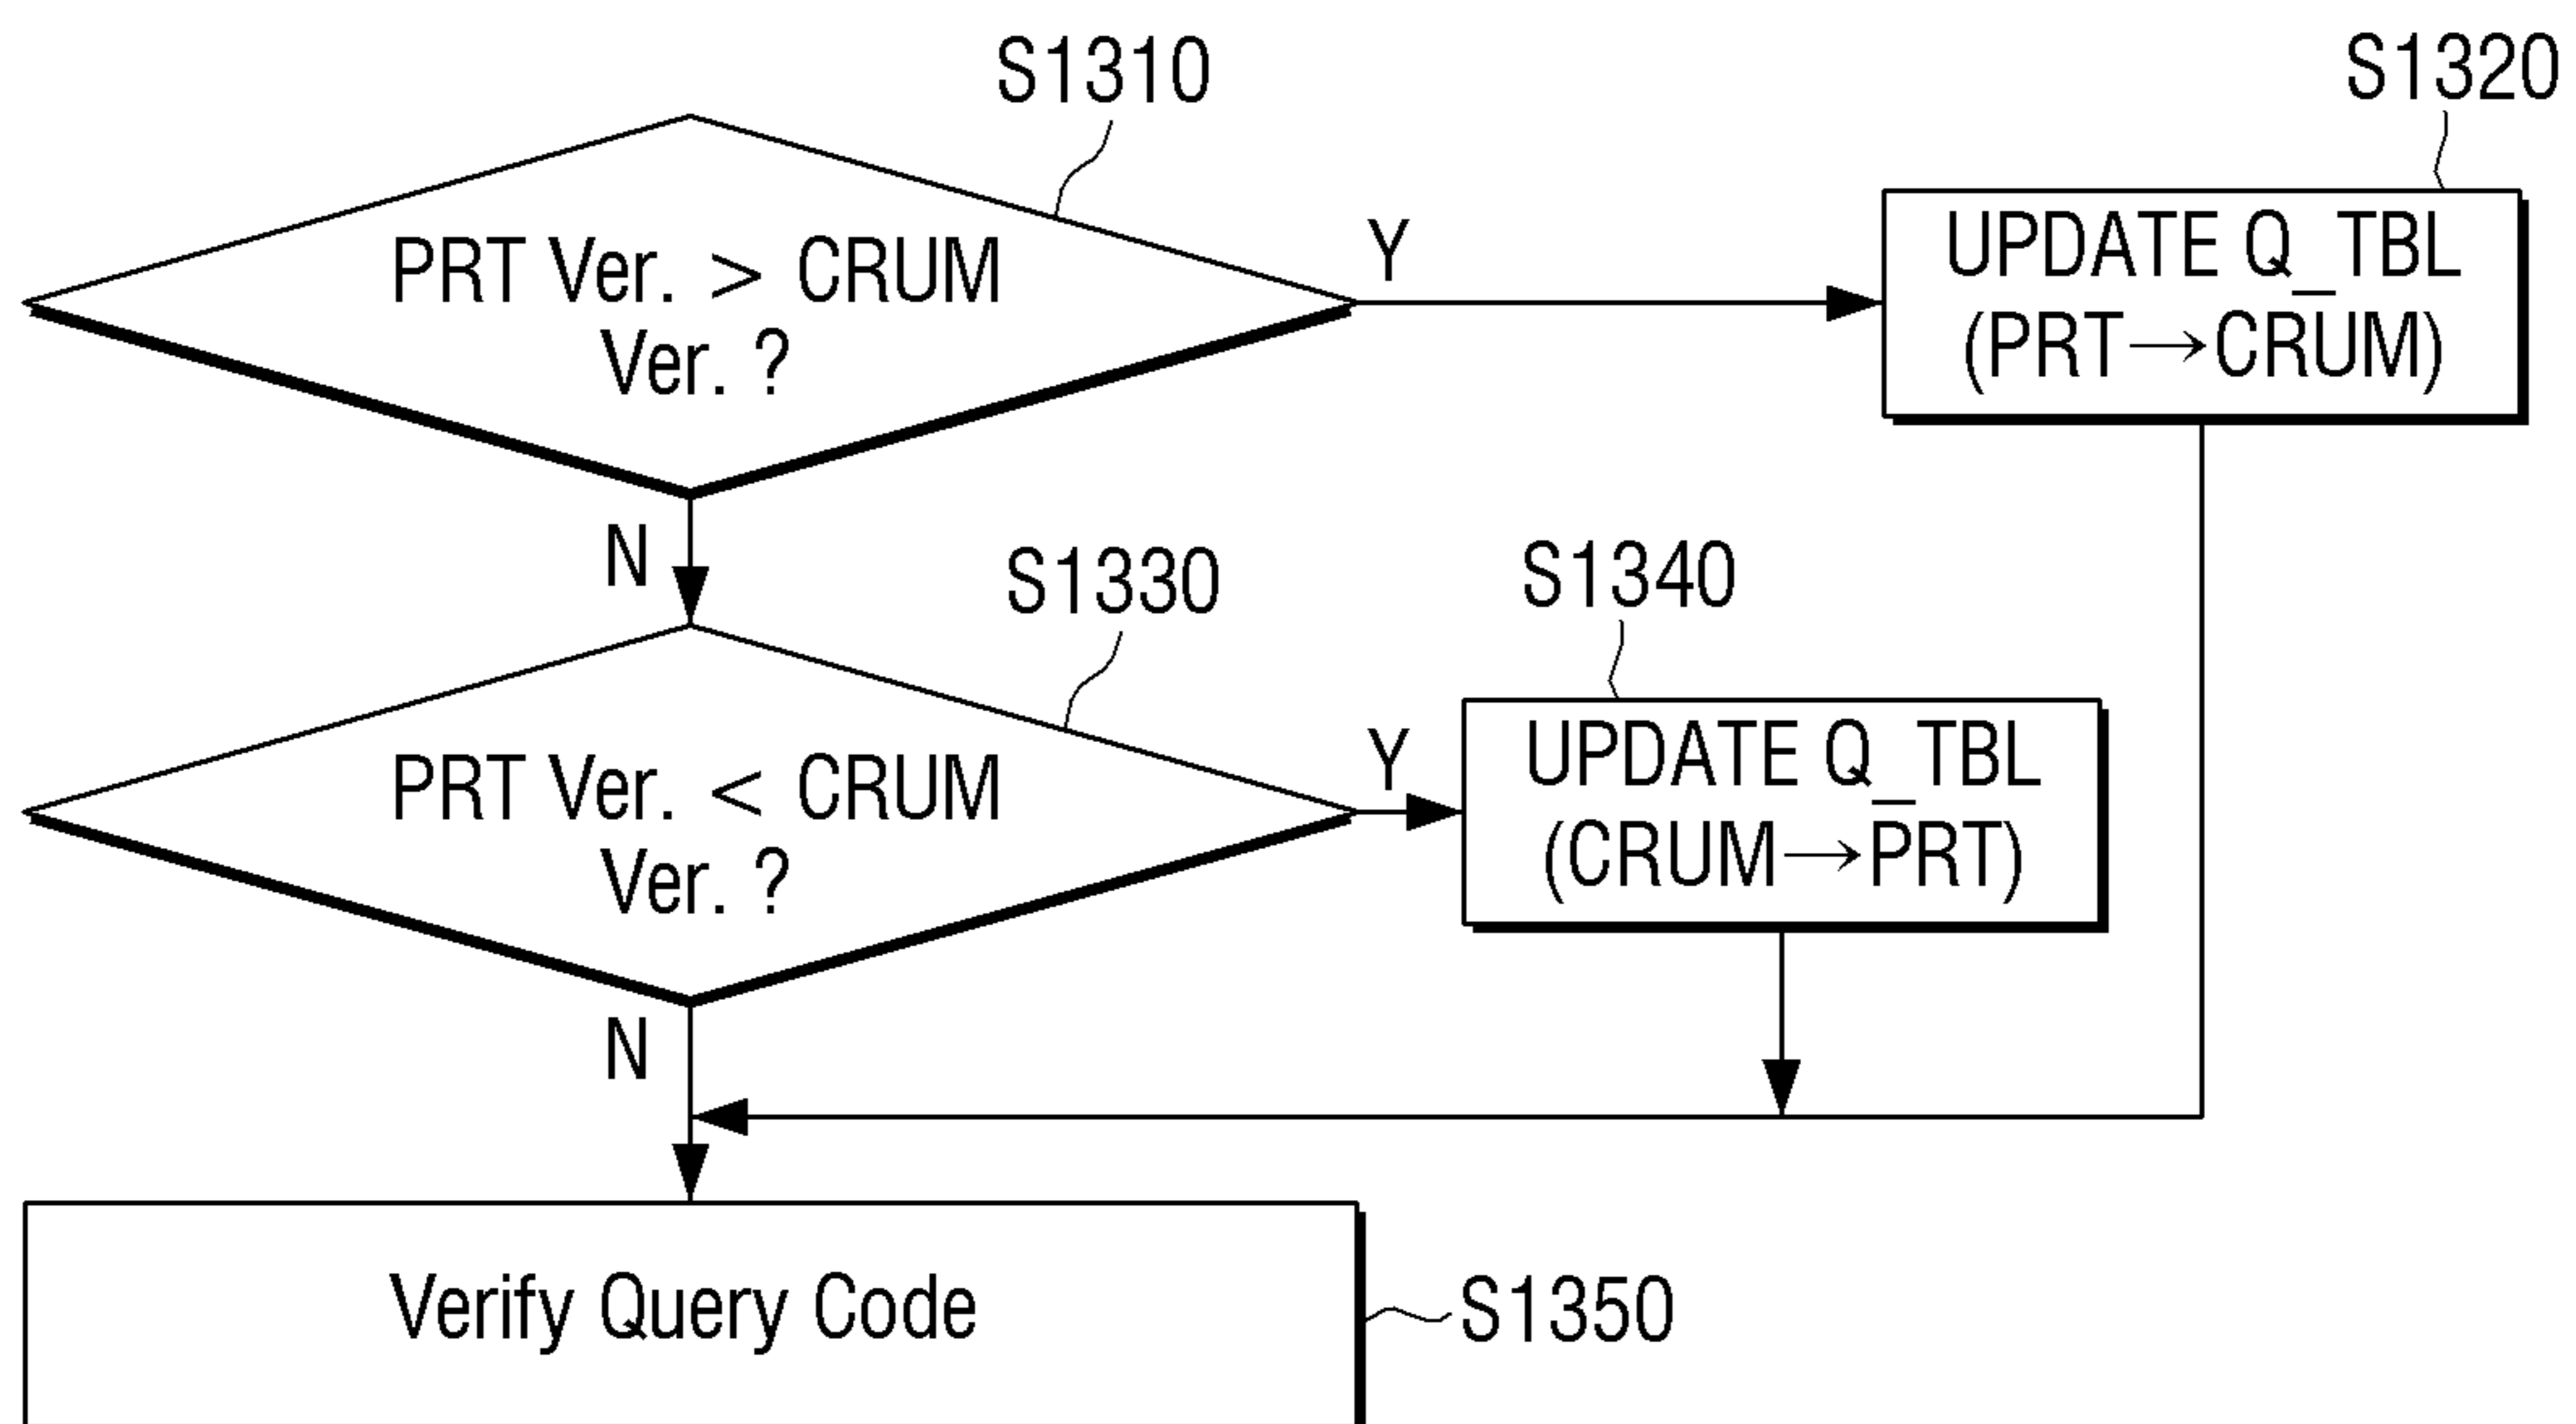 S1310
S1320
PRT Ver. > CRUM
Ver. ?
Y
UPDATE Q_TBL
(PRT→CRUM)
N
S1330
S1340
PRT Ver. < CRUM
Ver. ?
Y
UPDATE Q_TBL
(CRUM→PRT)
N
Verify Query Code
S1350